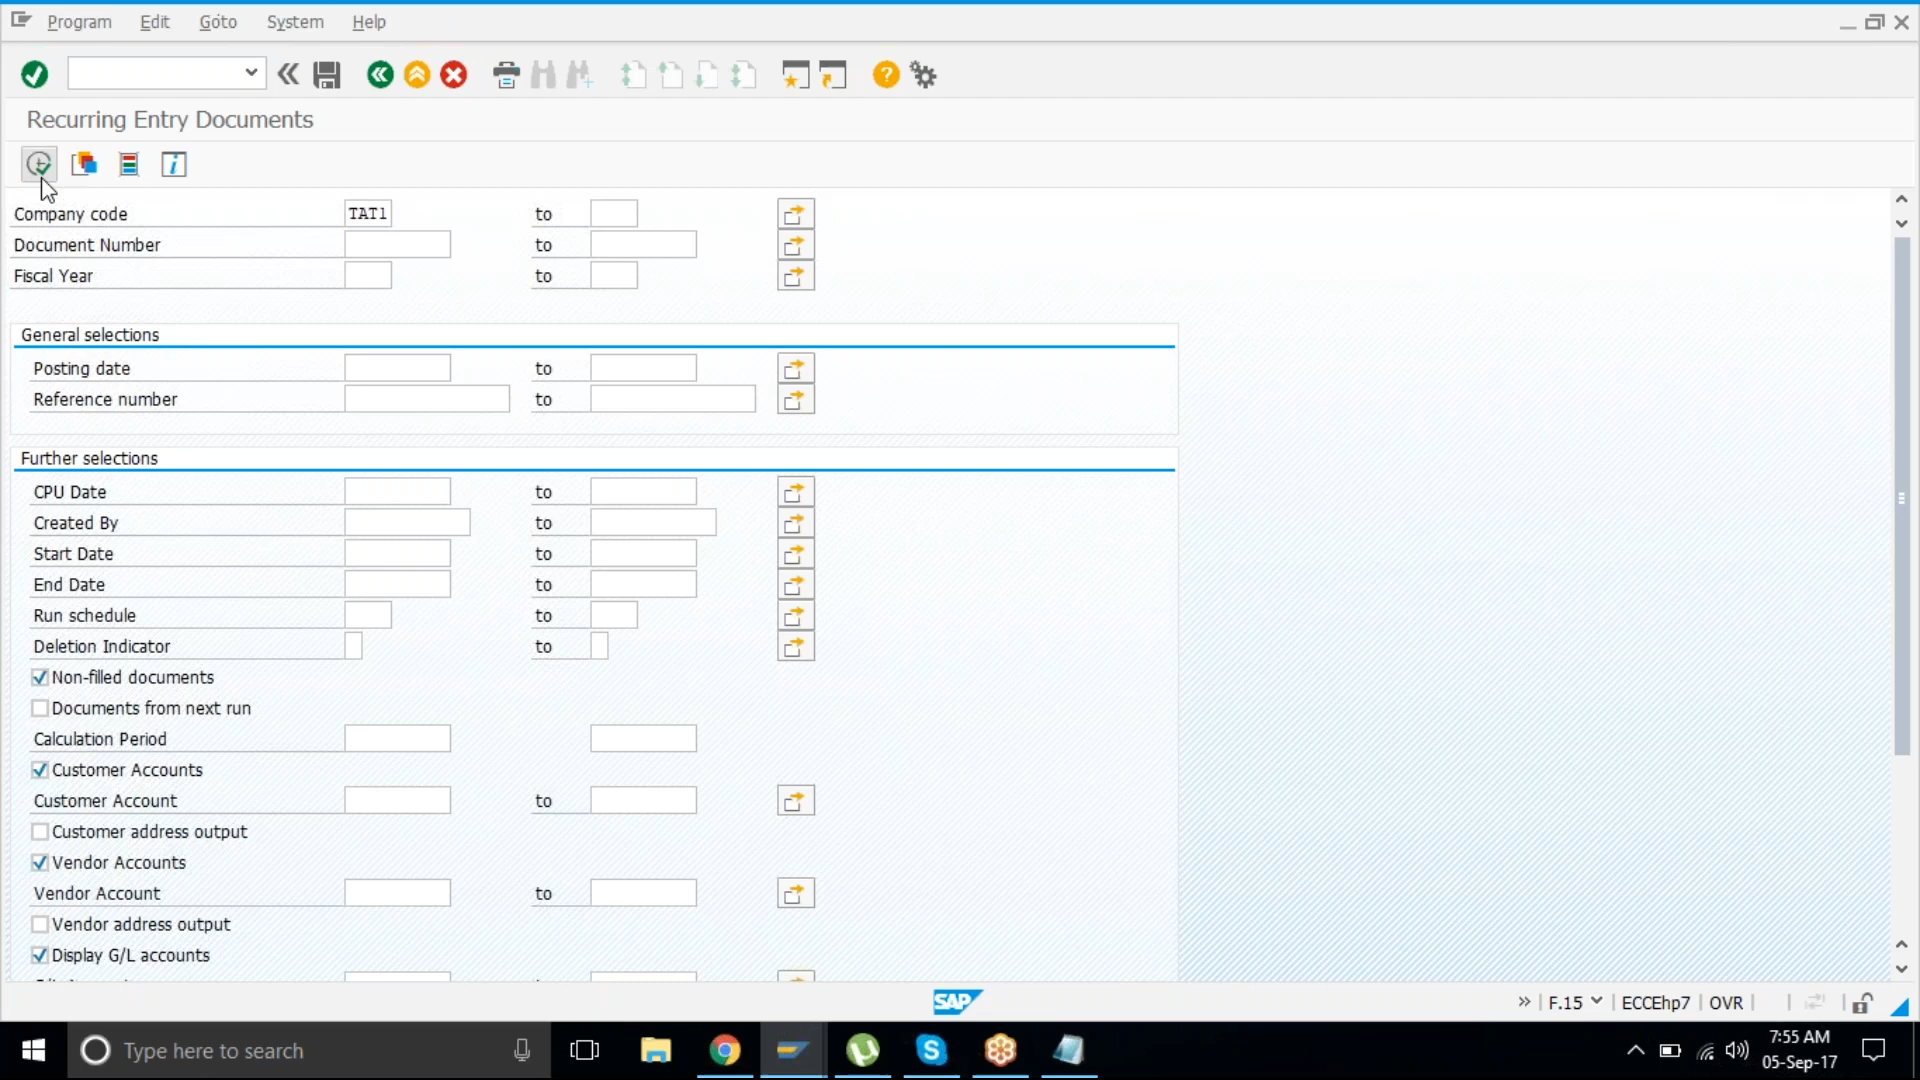 Program Edit Goto System Help
Recurring Entry Documents
Company code TAT1 to
Document Number to
Fiscal Year to
General selections
Posting date to
Reference number to
Further selections
CPU Date to
Created By to
Start Date to
End Date to
Run schedule to
Deletion Indicator to
Non-filled documents
Documents from next run
Calculation Period
Customer Accounts
Customer Account to
Customer address output
Vendor Accounts
Vendor Account to
Vendor address output
Display G/L accounts
SAP F.15 ECCEhp7 OVR
Type here to search
7:55 AM
05-Sep-17